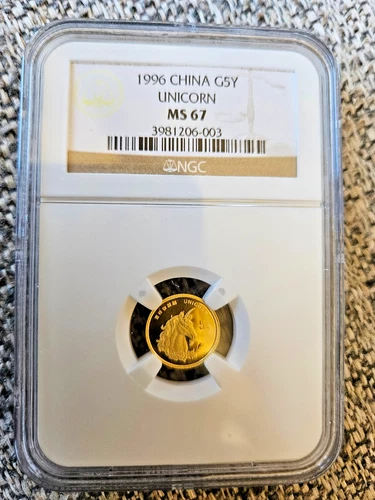 1996 CHINA G5Y
UNICORN
MS 67
3981206-003
NGC
UNICORN